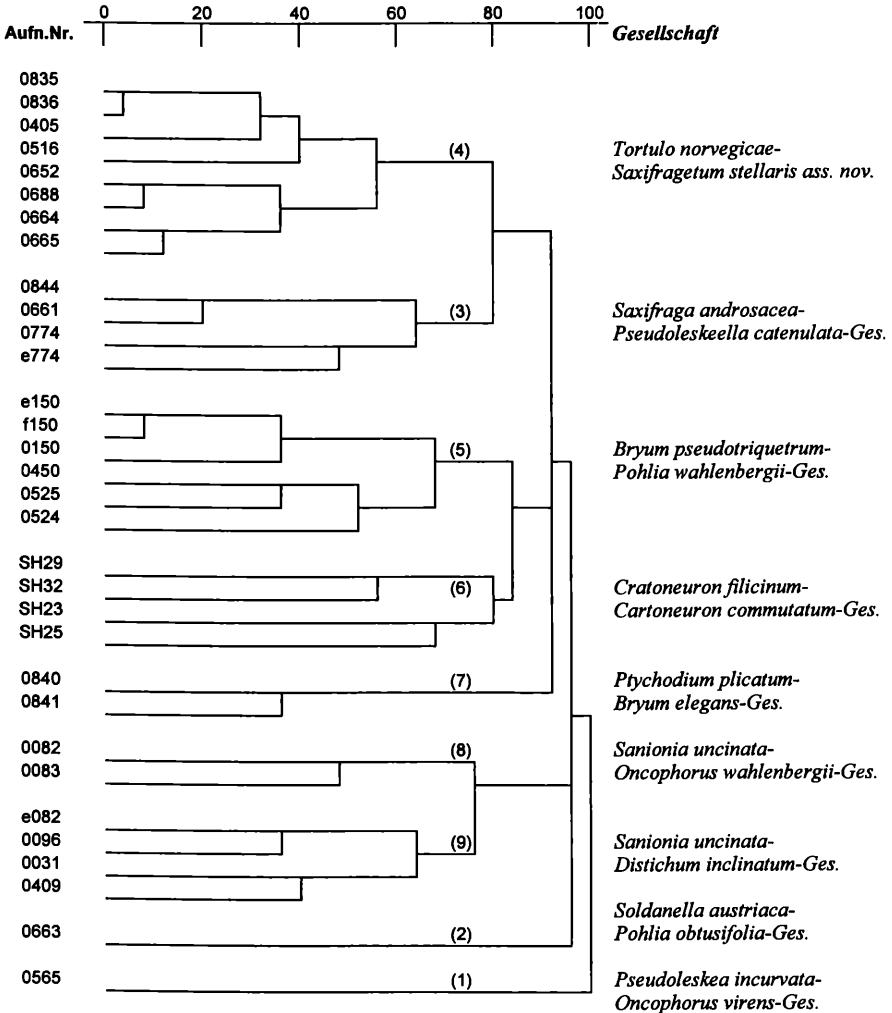 0 20 40 60 80 100
Aufn.Nr. Gesellschaft
0835
0836
0405
0516 (4) Tortulo norvegicae-
0652 Saxifragetum stellaris ass. nov.
0688
0664
0665
0844
0661 (3) Saxifraga androsacea-
0774 Pseudoleskeella catenulata-Ges.
e774
e150
f150
0150 (5) Bryum pseudotriquetrum-
0450 Pohlia wahlenbergii-Ges.
0525
0524
SH29
SH32 (6) Cratoneuron filicinum-
SH23 Cartoneuron commutatum-Ges.
SH25
0840 (7) Ptychodium plicatum-
0841 Bryum elegans-Ges.
0082 (8) Sanionia uncinata-
0083 Oncophorus wahlenbergii-Ges.
e082
0096 (9) Sanionia uncinata-
0031 Distichum inclinatum-Ges.
0409
Soldanella austriaca-
0663 (2) Pohlia obtusifolia-Ges.
0565 (1) Pseudoleskea incurvata-
Oncophorus virens-Ges.